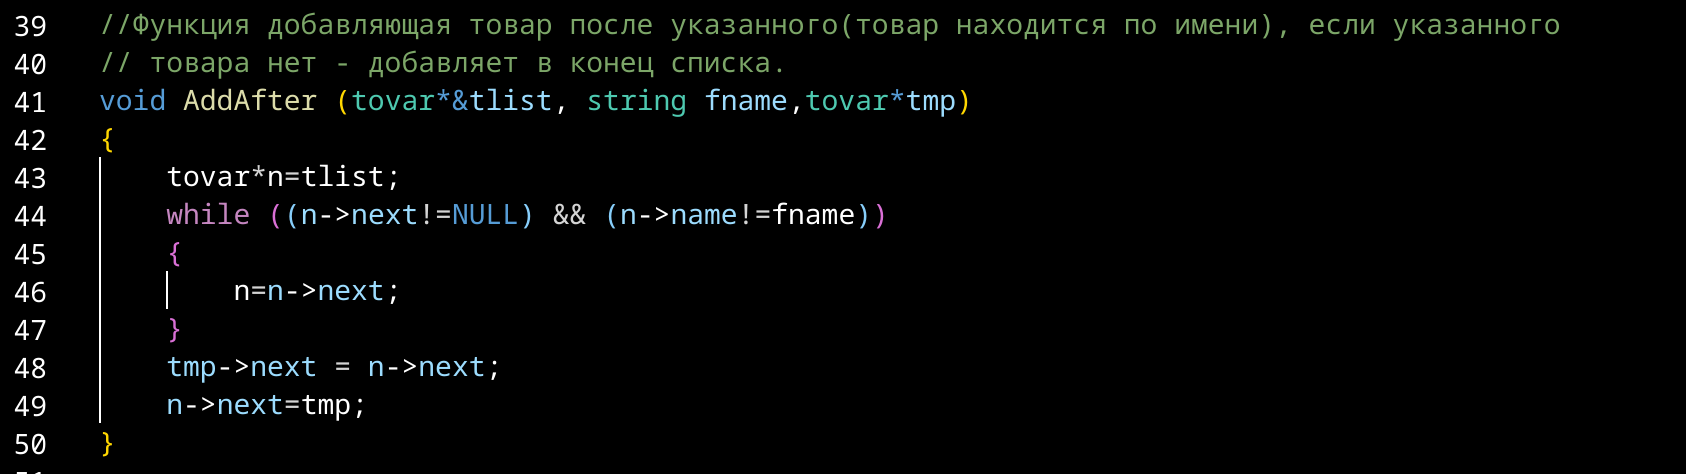 39 //Функция добавляющая товар после указанного(товар находится по имени), если указанного
40 // товара нет - добавляет в конец списка.
41 void AddAfter (tovar*&tlist, string fname,tovar*tmp)
42 {
43 tovar*n=tlist;
44 while ((n->next!=NULL) && (n->name!=fname))
45 {
46 n=n->next;
47 }
48 tmp->next = n->next;
49 n->next=tmp;
50 }